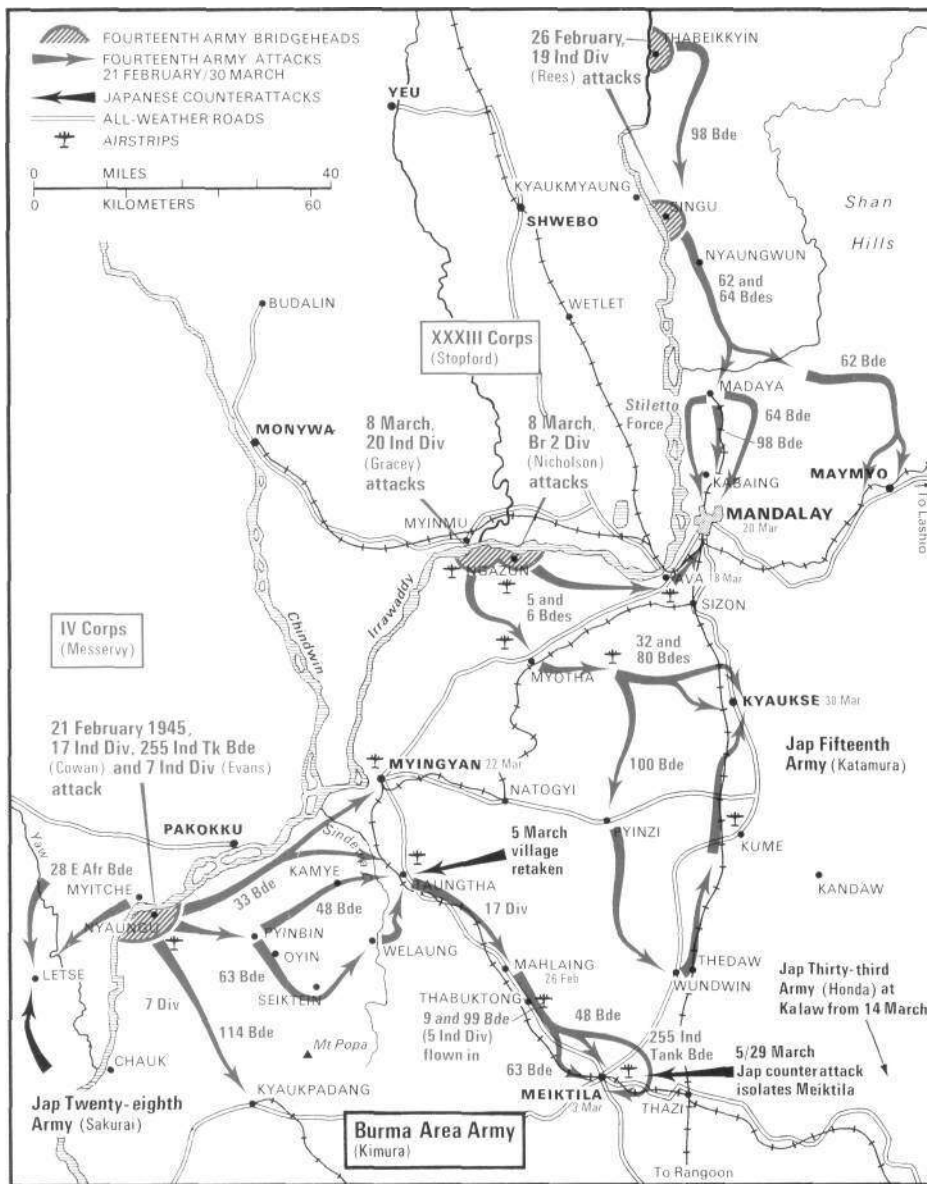 FOURTEENTH ARMY BRIDGEHEADS
FOURTEENTH ARMY ATTACKS
21 FEBRUARY/30 MARCH
JAPANESE COUNTERATTACKS
ALL-WEATHER ROADS
AIRSTRIPS
0 MILES 40
0 KILOMETERS 60
26 February,
19 Ind Div
(Rees)
attacks
THABEIKKYIN
YEU
98 Bde
KYAUKMYAUNG
SINGU
SHWEBO
Shan
Hills
NYAUNGWUN
62 and
64 Bdes
BUDALIN
WETLET
XXXIII Corps
(Stopford)
62 Bde
MADAYA
Stiletto
Force
64 Bde
98 Bde
MONYWA
8 March,
20 Ind Div
(Gracey)
attacks
8 March,
Br 2 Div
(Nicholson)
attacks
KABAING
MAYMYO
To Lashio
MANDALAY
20 Mar
MYINMU
NGAZUN
AVA 18 Mar
SIZON
5 and
6 Bdes
Chindwin
Irrawaddy
IV Corps
(Messervy)
32 and
80 Bdes
MYOTHA
KYAUKSE 30 Mar
21 February 1945,
17 Ind Div, 255 Ind Tk Bde
(Cowan) and 7 Ind Div (Evans)
attack
Jap Fifteenth
Army (Katamura)
100 Bde
MYINGYAN 22 Mar
NATOGYI
PYINZI
KUME
PAKOKKU
Yaw
Sindewa
5 March
village
retaken
28 E Afr Bde
MYITCHE
33 Bde
KAMYE
TAUNGTHA
KANDAW
NYAUNGU
48 Bde
17 Div
PYINBIN
OYIN
WELAUNG
LETSE
63 Bde
SEIKTEIN
MAHLAING
26 Feb
THEDAW
WUNDWIN
Jap Thirty-third
Army (Honda) at
Kalaw from 14 March
7 Div
114 Bde
THABUKTONG
9 and 99 Bde
(5 Ind Div)
flown in
48 Bde
255 Ind
Tank Bde
Mt Popa
CHAUK
63 Bde
5/29 March
Jap counterattack
isolates Meiktila
KYAUKPADANG
MEIKTILA
3 Mar
THAZI
Jap Twenty-eighth
Army (Sakurai)
Burma Area Army
(Kimura)
To Rangoon